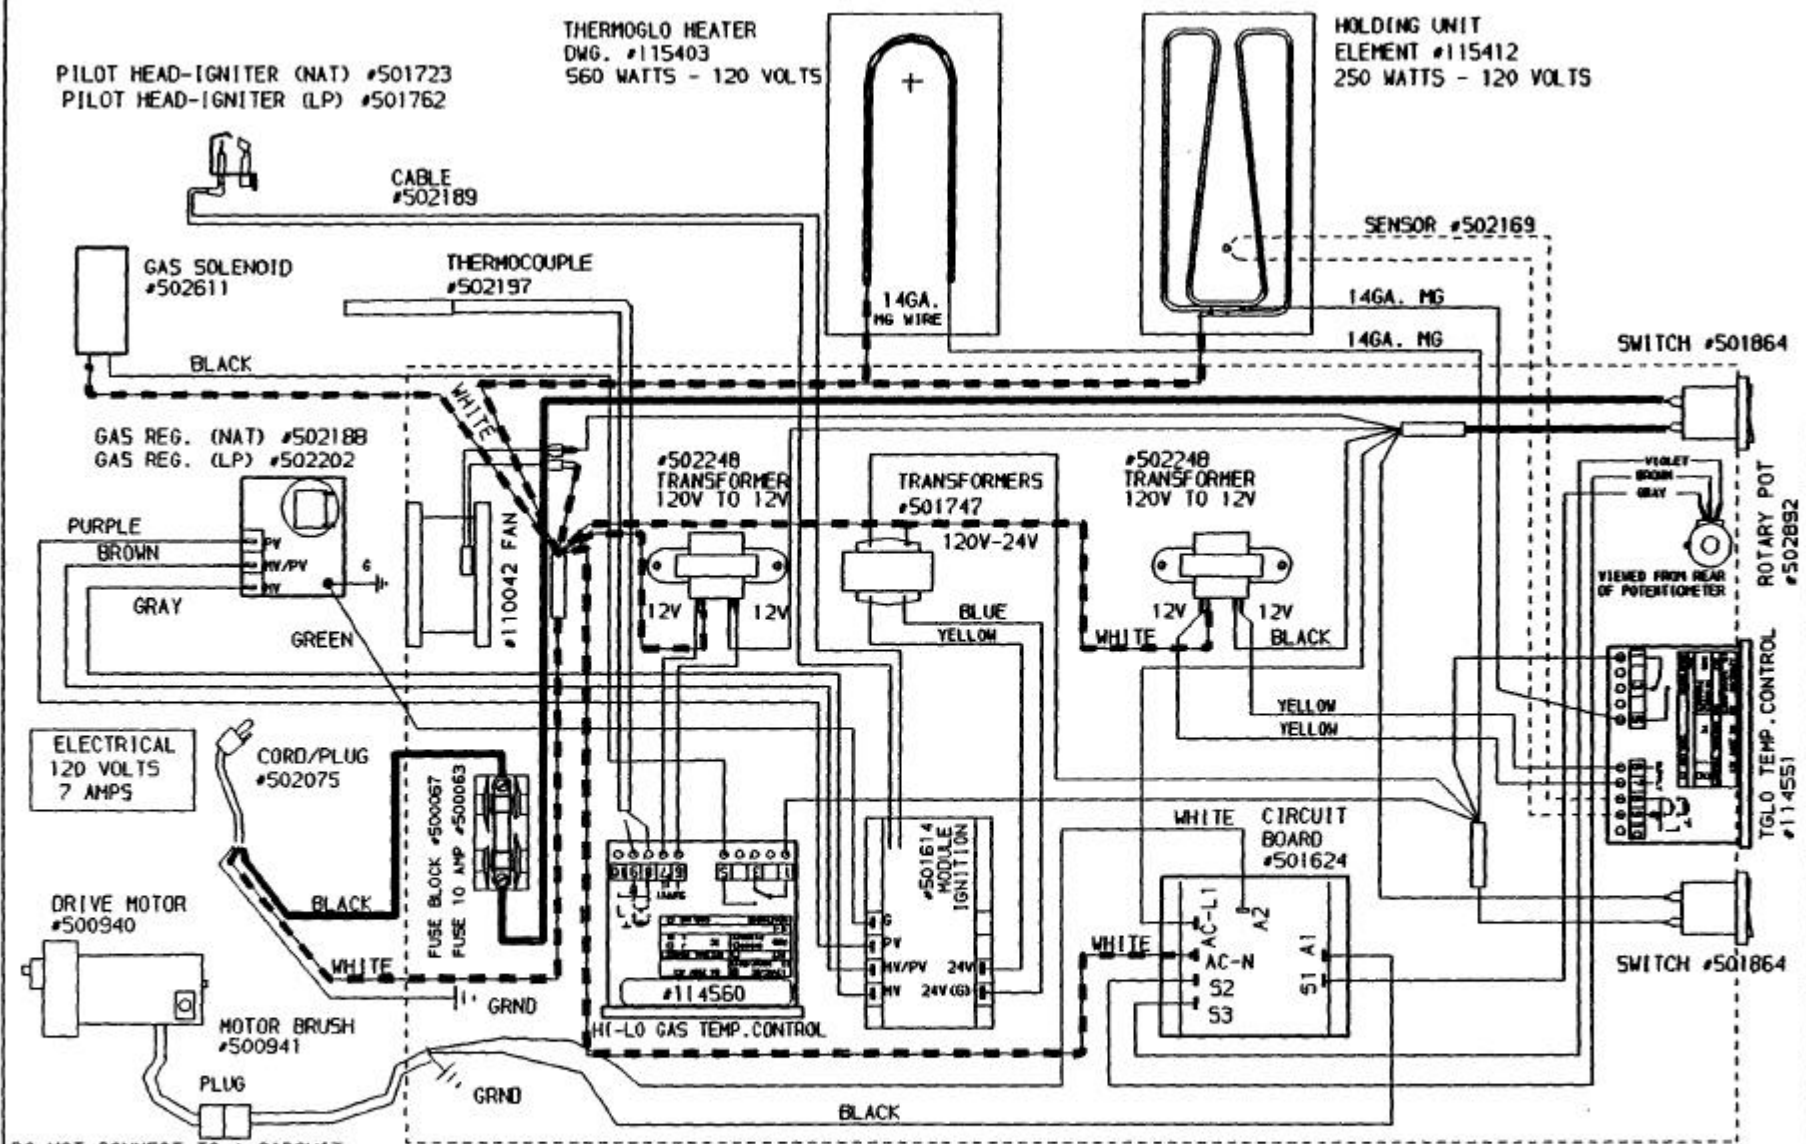 THERMOGLO HEATER
DWG. #115403
560 WATTS - 120 VOLTS
HOLDING UNIT
ELEMENT #115412
250 WATTS - 120 VOLTS
PILOT HEAD-IGNITER (NAT) #501723
PILOT HEAD-IGNITER (LP) #501762
CABLE
#502189
SENSOR #502169
GAS SOLENOID
#502611
THERMOCOUPLE
#502197
14GA.
MG WIRE
14GA. MG
14GA. MG
SWITCH #501864
BLACK
WHITE
GAS REG. (NAT) #502188
GAS REG. (LP) #502202
#502248
TRANSFORMER
120V TO 12V
TRANSFORMERS
#501747
120V-24V
#502248
TRANSFORMER
120V TO 12V
VIOLET
BROWN
GRAY
ROTARY POT
#502892
VIEWED FROM REAR
OF POTENTIOMETER
PURPLE
BROWN
GRAY
PV
HV/PV
HV
G
GREEN
#110042 FAN
12V
12V
BLUE
YELLOW
12V
12V
WHITE
BLACK
YELLOW
YELLOW
TGLO TEMP.CONTROL
#114551
ELECTRICAL
120 VOLTS
7 AMPS
CORD/PLUG
#502075
FUSE BLOCK #500067
FUSE 10 AMP #500063
#501614
MODULE
IGNITION
G
PV
HV/PV
HV
24V
24V(G)
WHITE
CIRCUIT
BOARD
#501624
AC-L1
A2
AC-N
A1
S2
S1
S3
WHITE
SWITCH #501864
DRIVE MOTOR
#500940
BLACK
WHITE
GRND
#114560
HI-LO GAS TEMP.CONTROL
MOTOR BRUSH
#500941
PLUG
GRND
BLACK